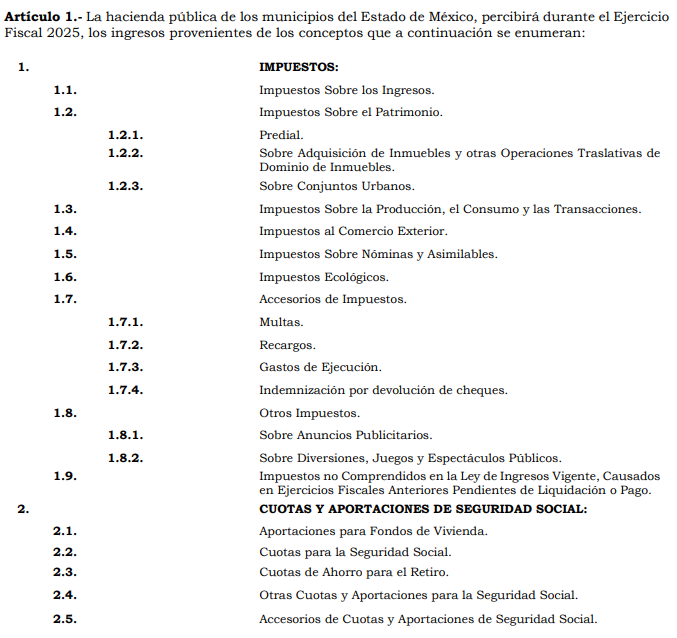 Artículo 1.- La hacienda pública de los municipios del Estado de México, percibirá durante el Ejercicio
Fiscal 2025, los ingresos provenientes de los conceptos que a continuación se enumeran:
1. IMPUESTOS:
1.1. Impuestos Sobre los Ingresos.
1.2. Impuestos Sobre el Patrimonio.
1.2.1. Predial.
1.2.2. Sobre Adquisición de Inmuebles y otras Operaciones Traslativas de
Dominio de Inmuebles.
1.2.3. Sobre Conjuntos Urbanos.
1.3. Impuestos Sobre la Producción, el Consumo y las Transacciones.
1.4. Impuestos al Comercio Exterior.
1.5. Impuestos Sobre Nóminas y Asimilables.
1.6. Impuestos Ecológicos.
1.7. Accesorios de Impuestos.
1.7.1. Multas.
1.7.2. Recargos.
1.7.3. Gastos de Ejecución.
1.7.4. Indemnización por devolución de cheques.
1.8. Otros Impuestos.
1.8.1. Sobre Anuncios Publicitarios.
1.8.2. Sobre Diversiones, Juegos y Espectáculos Públicos.
1.9. Impuestos no Comprendidos en la Ley de Ingresos Vigente, Causados
en Ejercicios Fiscales Anteriores Pendientes de Liquidación o Pago.
2. CUOTAS Y APORTACIONES DE SEGURIDAD SOCIAL:
2.1. Aportaciones para Fondos de Vivienda.
2.2. Cuotas para la Seguridad Social.
2.3. Cuotas de Ahorro para el Retiro.
2.4. Otras Cuotas y Aportaciones para la Seguridad Social.
2.5. Accesorios de Cuotas y Aportaciones de Seguridad Social.